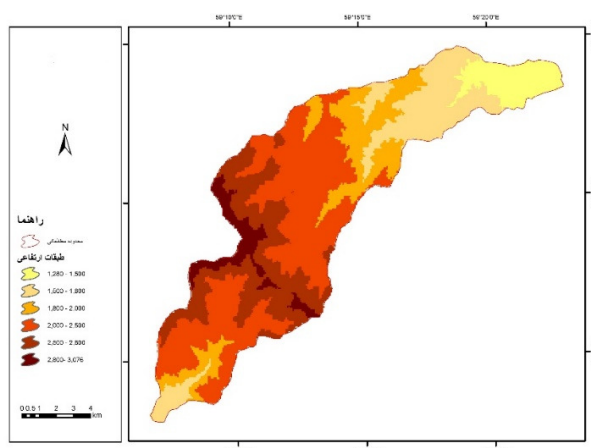 59°10'0"E 59°15'0"E 59°20'0"E
N
راهنما
محدوده مطالعاتی
طبقات ارتفاعی
1,280 - 1,500
1,500 - 1,800
1,800 - 2,000
2,000 - 2,500
2,500 - 2,800
2,800 - 3,075
0 0.5 1 2 3 4
km